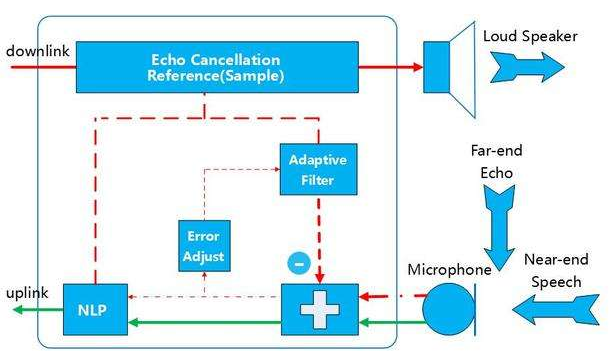 downlink
Echo Cancellation
Reference(Sample)
Loud Speaker
Adaptive
Filter
Far-end
Echo
Error
Adjust
Microphone
Near-end
Speech
uplink
NLP